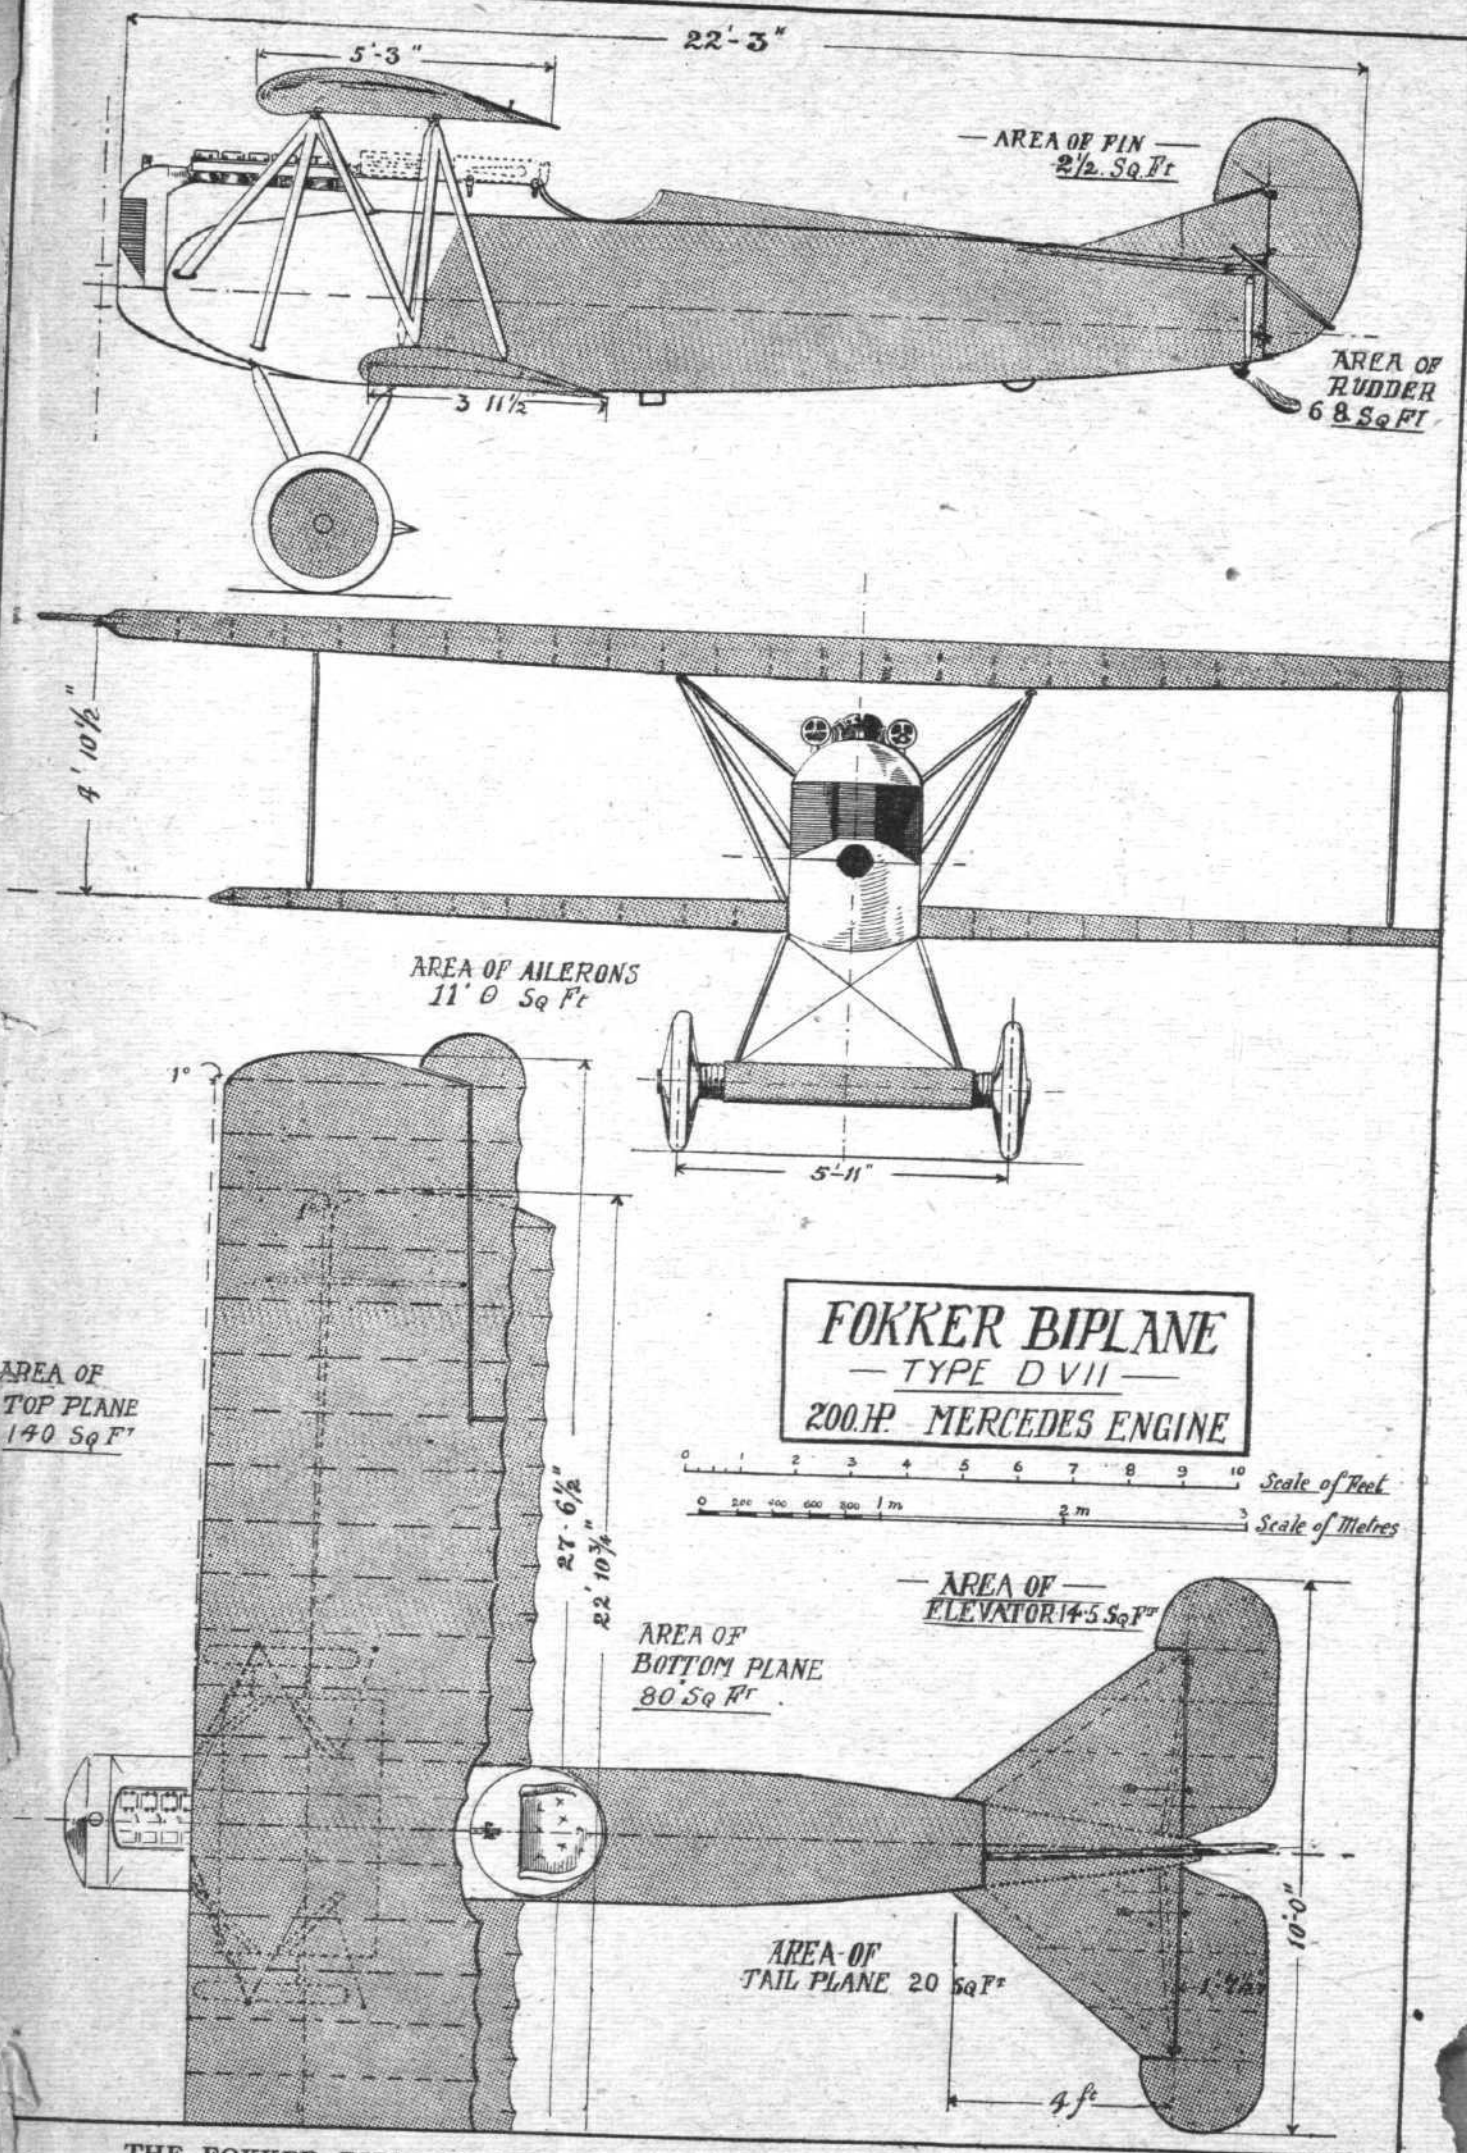 22'-3"
5'-3"
— AREA OF FIN —
2½ Sq. Ft
AREA OF
RUDDER
6 8 Sq FT
3 11½"
4' 10½"
AREA OF AILERONS
11' 0 Sq Ft
1°
5'-11"
1°
FOKKER BIPLANE
— TYPE D VII —
200. HP. MERCEDES ENGINE
AREA OF
TOP PLANE
140 Sq FT
0 1 2 3 4 5 6 7 8 9 10 Scale of Feet
0 200 400 600 800 1 m 2 m 3
Scale of Metres
27' 6½"
22' 10¾"
— AREA OF —
ELEVATOR 14·5 Sq FT
AREA OF
BOTTOM PLANE
80 Sq FT
10'-0"
AREA OF
TAIL PLANE 20 Sq FT
4 ft
THE FOKKER